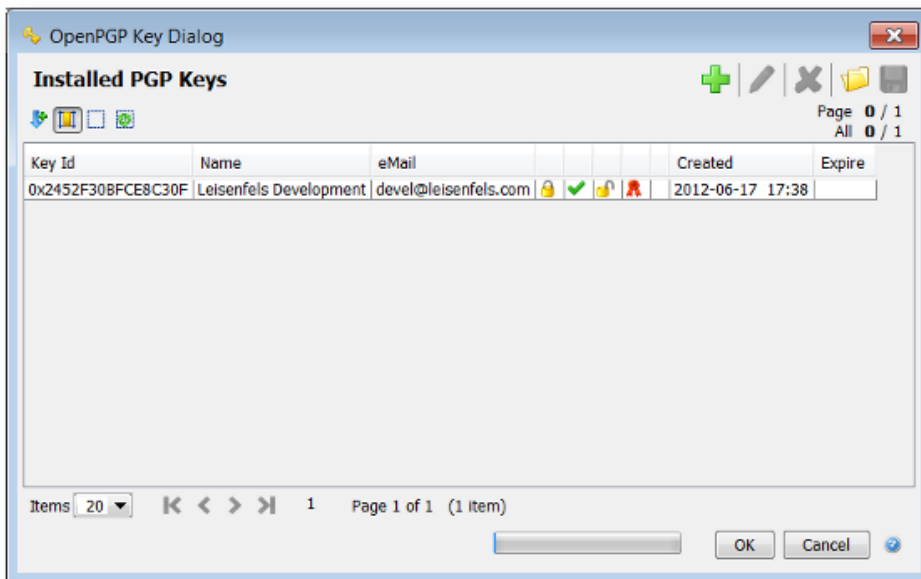 OpenPGP Key Dialog
Installed PGP Keys
Page 0 / 1
All 0 / 1
Key Id Name eMail Created Expire
0x2452F30BFCE8C30F Leisenfels Development devel@leisenfels.com 2012-06-17 17:38
Items 20 1 Page 1 of 1 (1 item)
OK Cancel